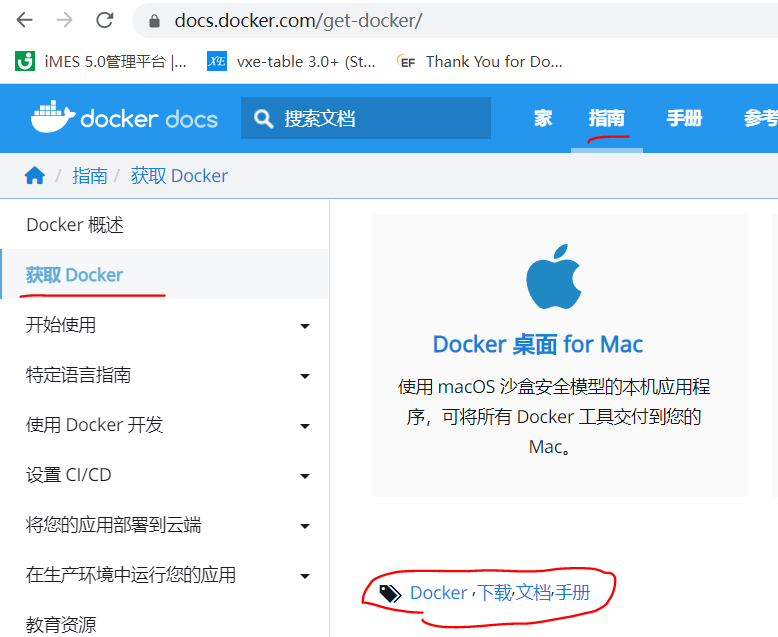 docs.docker.com/get-docker/
iMES 5.0管理平台 |... vxe-table 3.0+ (St... Thank You for Do...
docker docs 搜索文档 家 指南 手册 参考
/ 指南 / 获取 Docker
Docker 概述
获取 Docker
开始使用
特定语言指南
使用 Docker 开发
设置 CI/CD
将您的应用部署到云端
在生产环境中运行您的应用
教育资源
Docker 桌面 for Mac
使用 macOS 沙盒安全模型的本机应用程
序，可将所有 Docker 工具交付到您的
Mac。
Docker ,下载,文档,手册